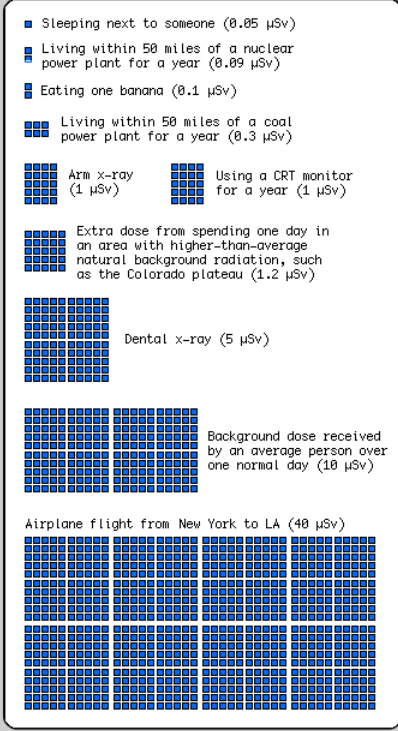 Sleeping next to someone (0.05 μSv)
Living within 50 miles of a nuclear
power plant for a year (0.09 μSv)
Eating one banana (0.1 μSv)
Living within 50 miles of a coal
power plant for a year (0.3 μSv)
Arm x-ray
(1 μSv)
Using a CRT monitor
for a year (1 μSv)
Extra dose from spending one day in
an area with higher-than-average
natural background radiation, such
as the Colorado plateau (1.2 μSv)
Dental x-ray (5 μSv)
Background dose received
by an average person over
one normal day (10 μSv)
Airplane flight from New York to LA (40 μSv)